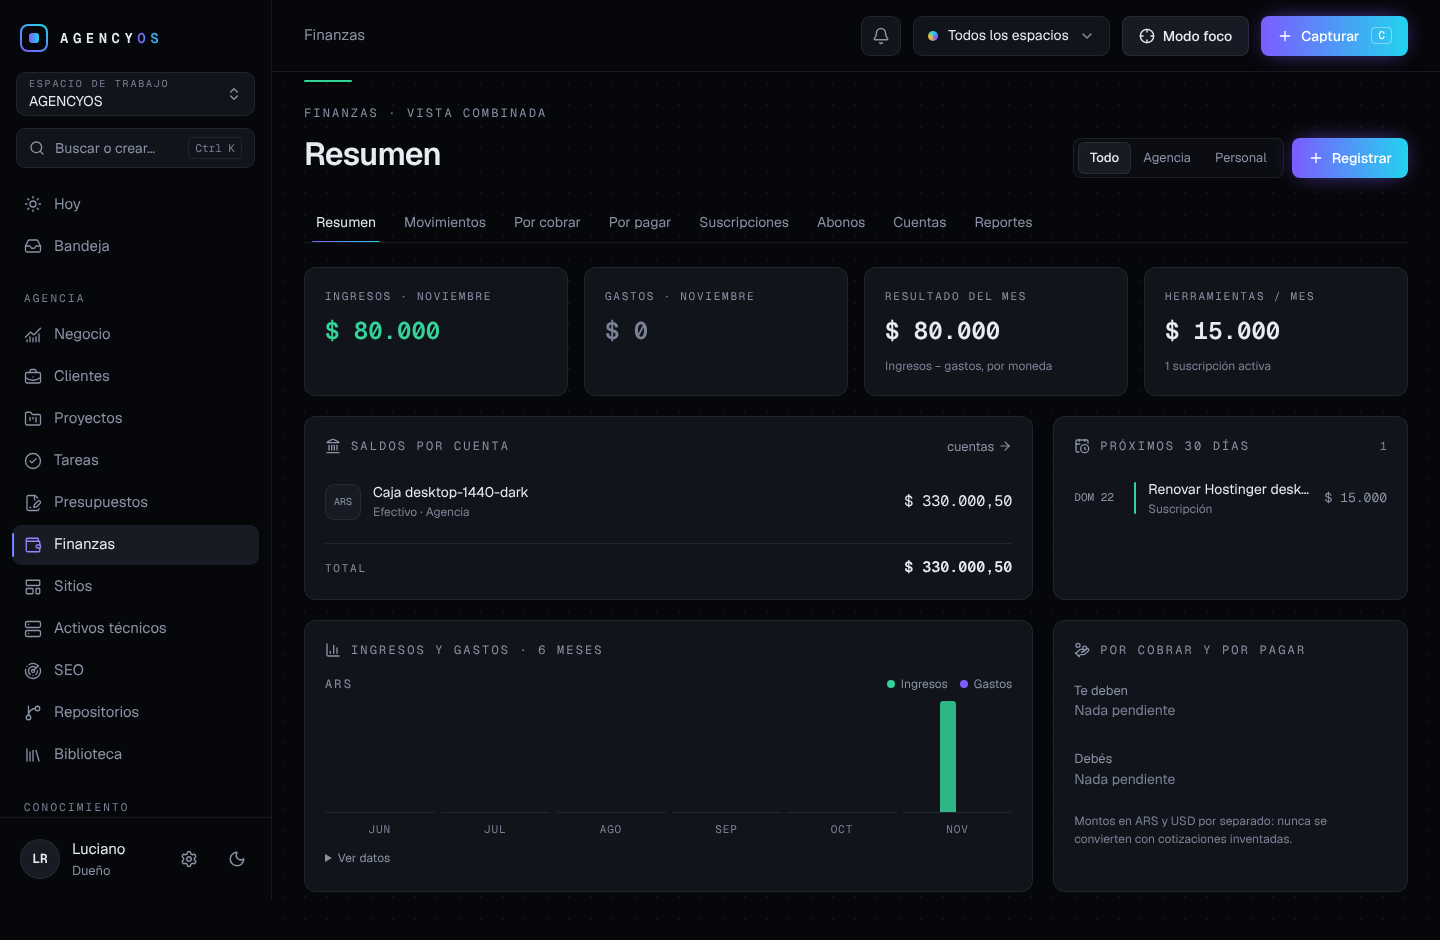 AGENCYOS
ESPACIO DE TRABAJO
AGENCYOS
Buscar o crear… Ctrl K
Hoy
Bandeja
AGENCIA
Negocio
Clientes
Proyectos
Tareas
Presupuestos
Finanzas
Sitios
Activos técnicos
SEO
Repositorios
Biblioteca
CONOCIMIENTO
LR
Luciano
Dueño
Finanzas
Todos los espacios
Modo foco
Capturar C
FINANZAS · VISTA COMBINADA
Resumen
Todo Agencia Personal
Registrar
Resumen Movimientos Por cobrar Por pagar Suscripciones Abonos Cuentas Reportes
INGRESOS · NOVIEMBRE
$ 80.000
GASTOS · NOVIEMBRE
$ 0
RESULTADO DEL MES
$ 80.000
Ingresos – gastos, por moneda
HERRAMIENTAS / MES
$ 15.000
1 suscripción activa
SALDOS POR CUENTA
cuentas →
ARS
Caja desktop-1440-dark
Efectivo · Agencia
$ 330.000,50
TOTAL
$ 330.000,50
PRÓXIMOS 30 DÍAS 1
DOM 22
Renovar Hostinger desk…
Suscripción
$ 15.000
INGRESOS Y GASTOS · 6 MESES
ARS
Ingresos Gastos
JUN JUL AGO SEP OCT NOV
Ver datos
POR COBRAR Y POR PAGAR
Te deben
Nada pendiente
Debés
Nada pendiente
Montos en ARS y USD por separado: nunca se
convierten con cotizaciones inventadas.